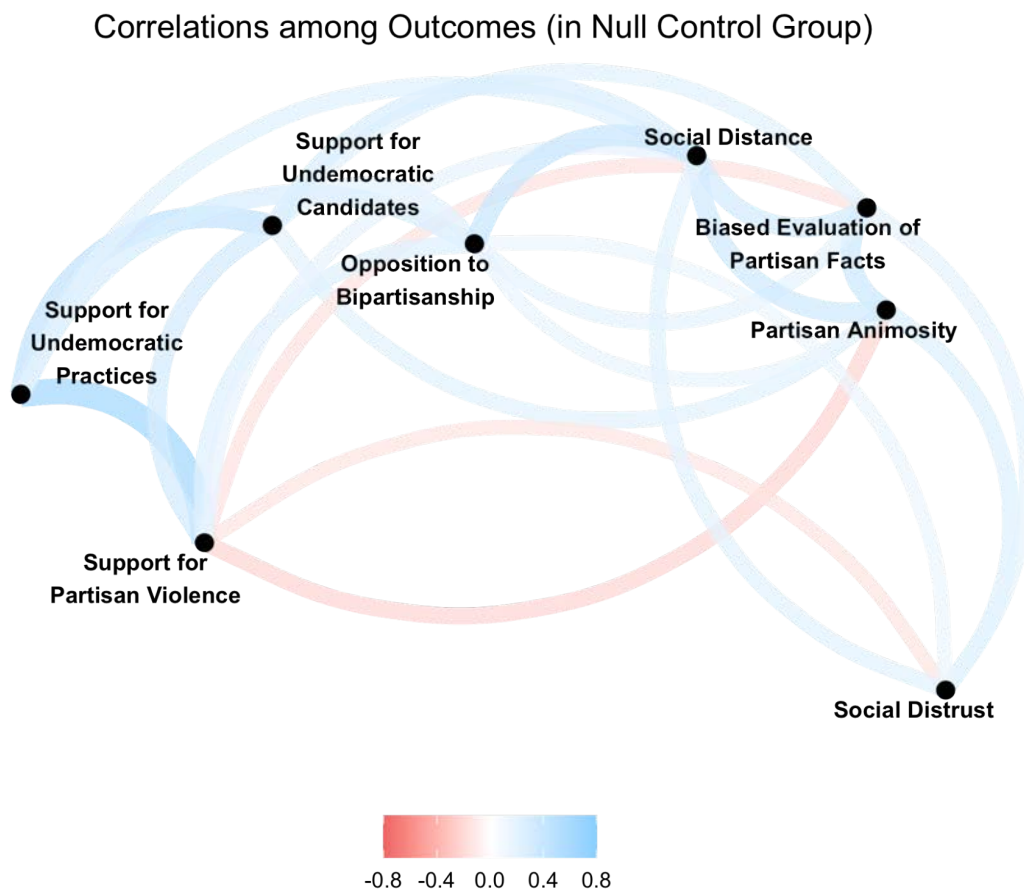 Correlations among Outcomes (in Null Control Group)
Support for
Undemocratic
Candidates
Social Distance
Biased Evaluation of
Partisan Facts
Opposition to
Bipartisanship
Support for
Undemocratic
Practices
Partisan Animosity
Support for
Partisan Violence
Social Distrust
-0.8 -0.4 0.0 0.4 0.8